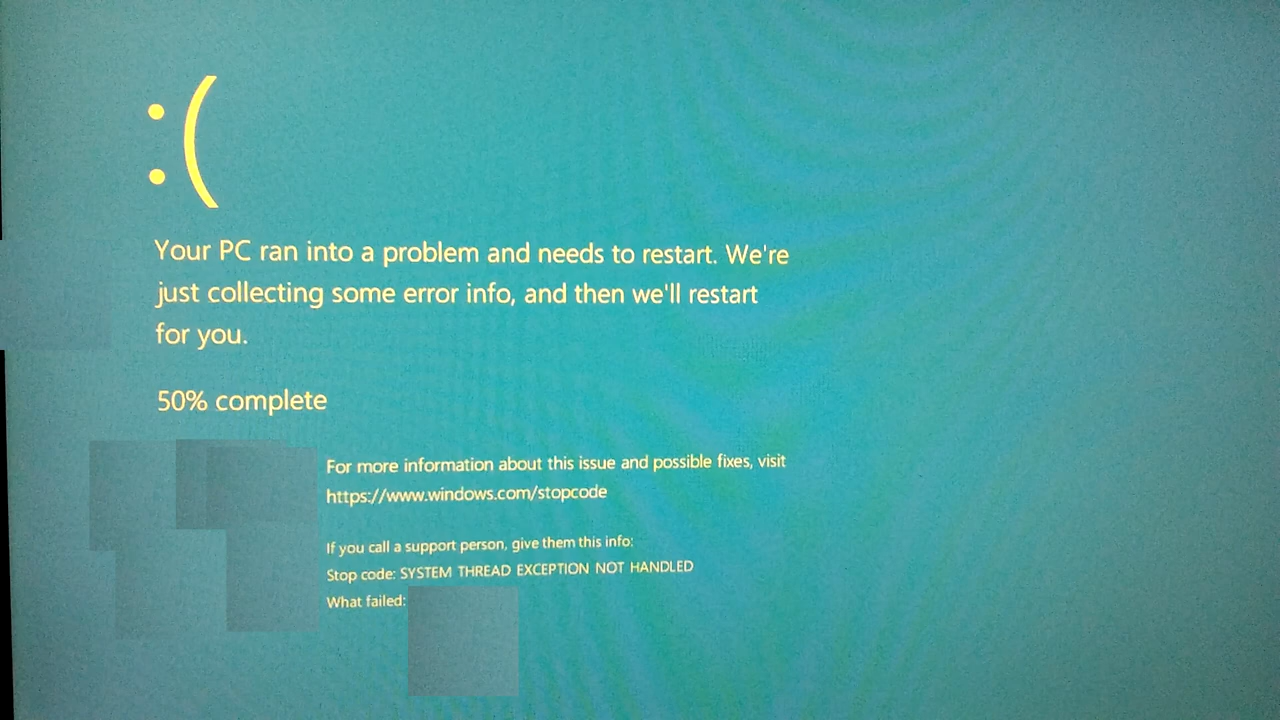 :(
Your PC ran into a problem and needs to restart. We're
just collecting some error info, and then we'll restart
for you.
50% complete
For more information about this issue and possible fixes, visit
https://www.windows.com/stopcode
If you call a support person, give them this info:
Stop code: SYSTEM THREAD EXCEPTION NOT HANDLED
What failed: